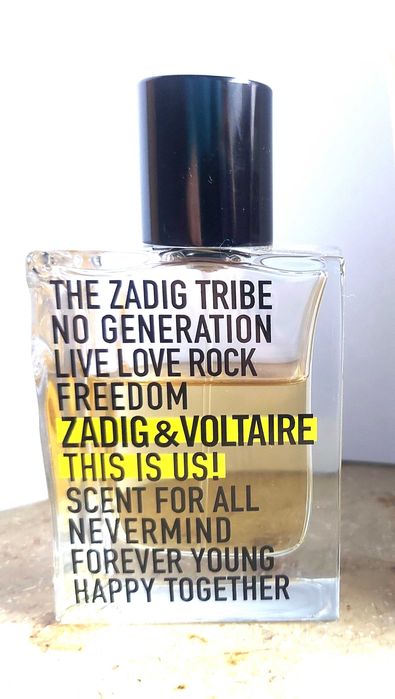 THE ZADIG TRIBE
NO GENERATION
LIVE LOVE ROCK
FREEDOM
ZADIG & VOLTAIRE
THIS IS US!
SCENT FOR ALL
NEVERMIND
FOREVER YOUNG
HAPPY TOGETHER